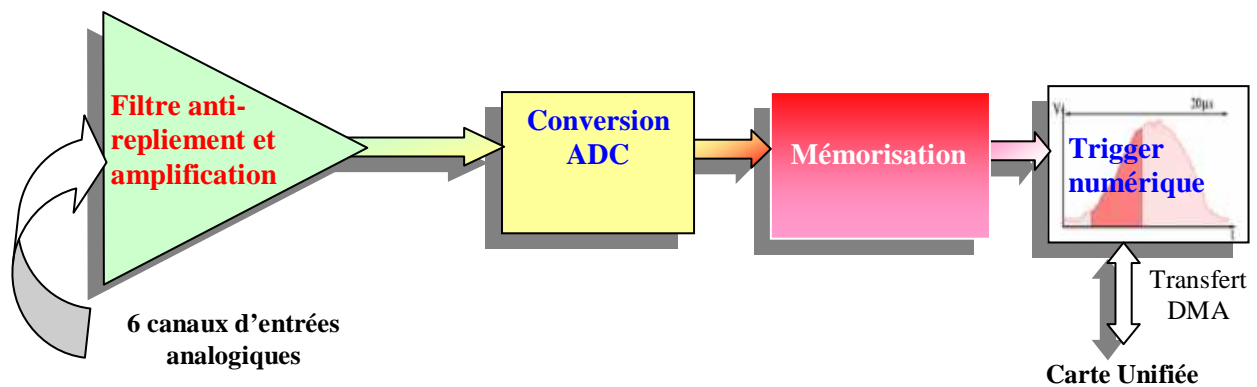 Filtre anti-
repliement et
amplification
6 canaux d'entrées
analogiques
Conversion
ADC
Mémorisation
V
20µs
Trigger
numérique
t
Transfert
DMA
Carte Unifiée